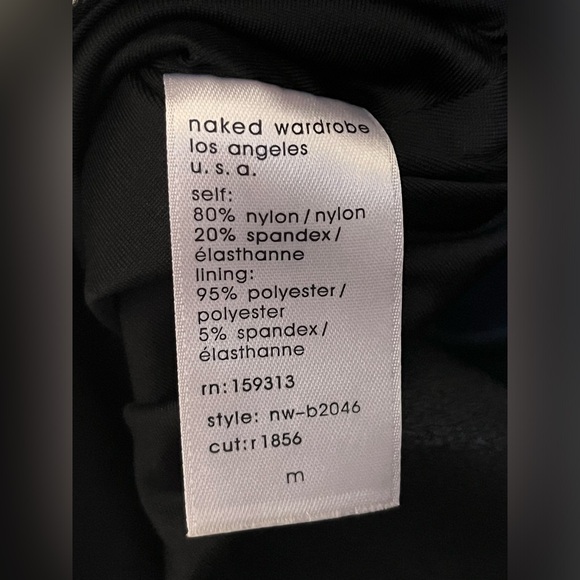 naked wardrobe
los angeles
u. s. a.
self:
80% nylon/nylon
20% spandex/
élasthanne
lining:
95% polyester/
polyester
5% spandex/
élasthanne
rn: 159313
style: nw-b2046
cut:r1856
m